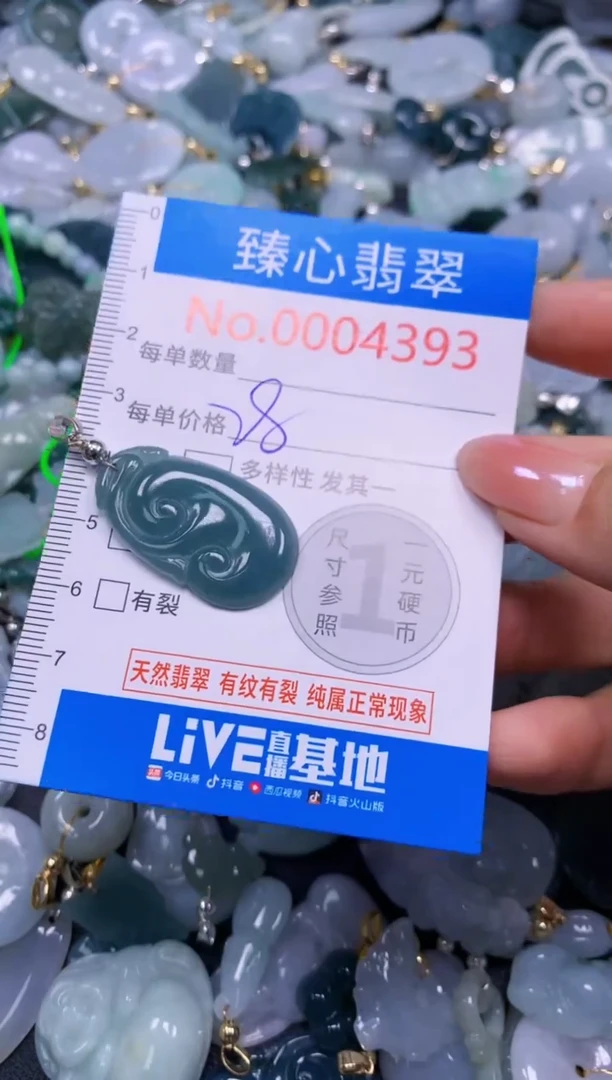 0
臻心翡翠
1
No.0004393
2
每单数量
3
每单价格 28
多样性 发其一
5
尺寸参照
1
一元硬币
6
有裂
7
天然翡翠 有纹有裂 纯属正常现象
8
LiVE直播基地
今日头条 抖音 西瓜视频 抖音火山版